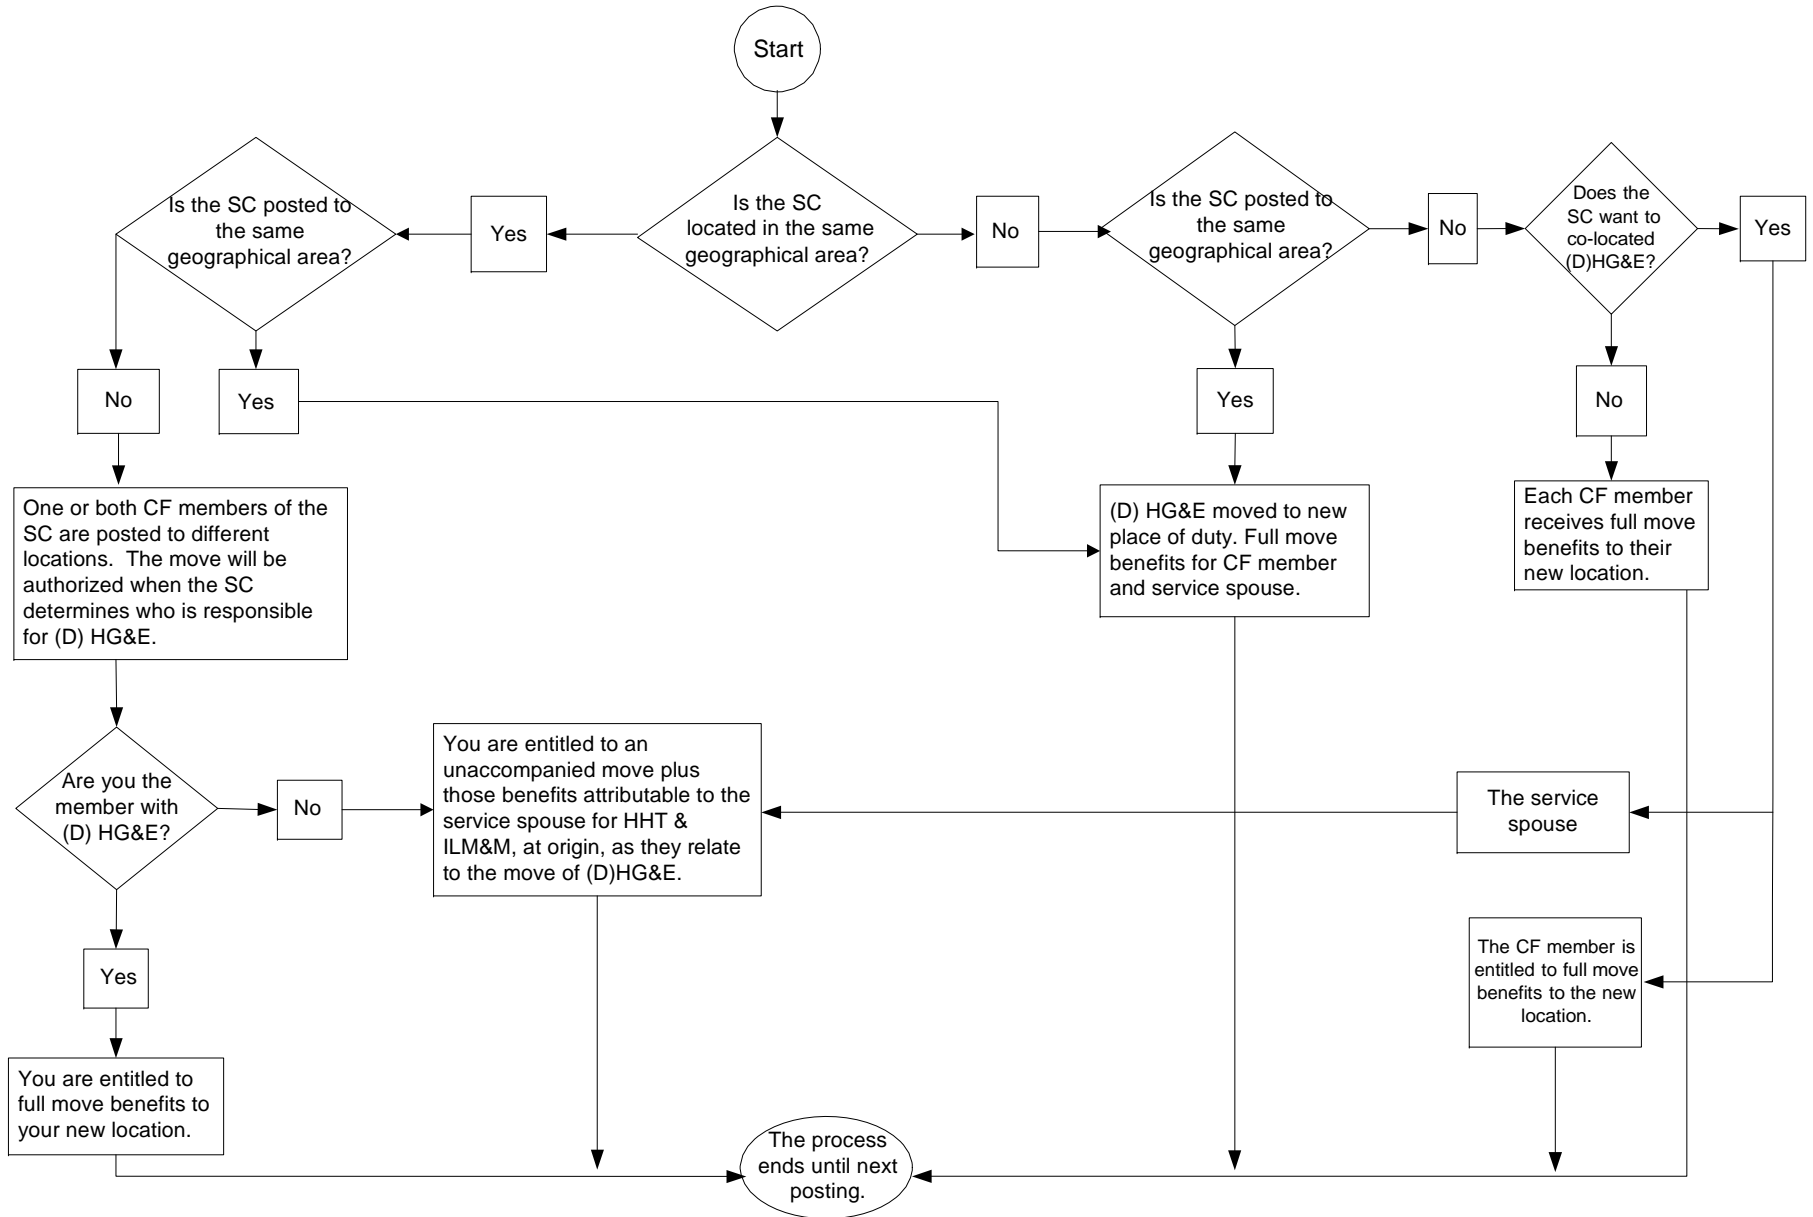 Start
Is the SC posted to
the same
geographical area?
Yes
Is the SC
located in the same
geographical area?
No
Is the SC posted to
the same
geographical area?
No
Does the
SC want to
co-located
(D)HG&E?
Yes
No
Yes
Yes
No
One or both CF members of the
SC are posted to different
locations. The move will be
authorized when the SC
determines who is responsible
for (D) HG&E.
(D) HG&E moved to new
place of duty. Full move
benefits for CF member
and service spouse.
Each CF member
receives full move
benefits to their
new location.
Are you the
member with
(D) HG&E?
No
You are entitled to an
unaccompanied move plus
those benefits attributable to the
service spouse for HHT &
ILM&M, at origin, as they relate
to the move of (D)HG&E.
The service
spouse
Yes
The CF member is
entitled to full move
benefits to the new
location.
You are entitled to
full move benefits to
your new location.
The process
ends until next
posting.